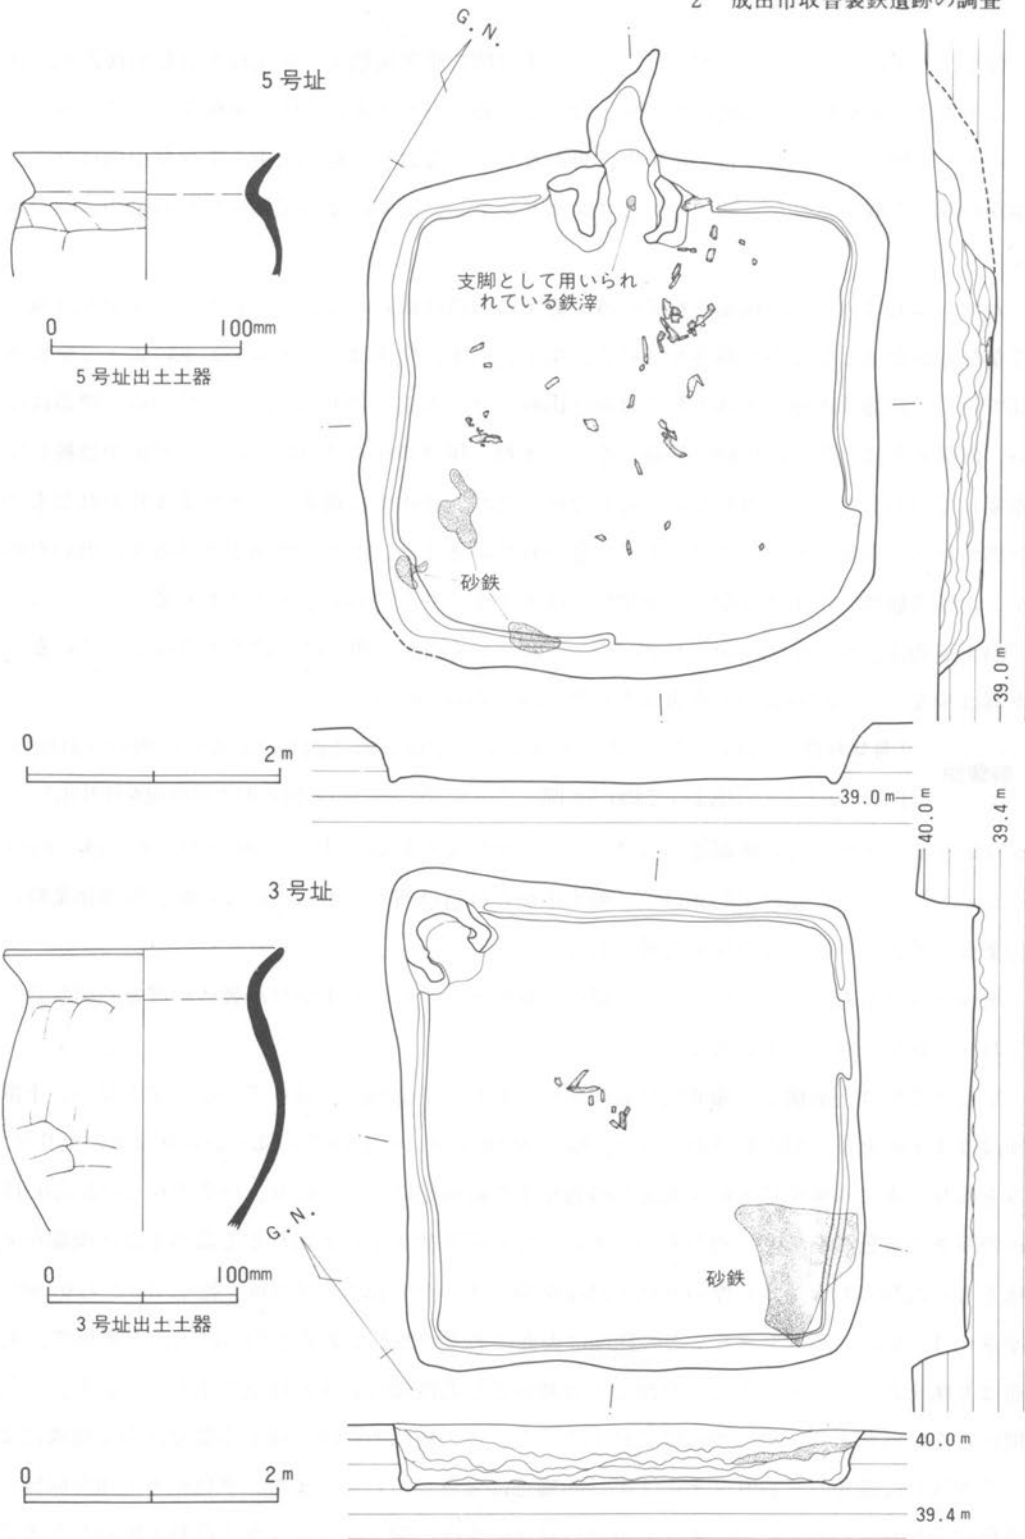 2 成田市取香製鉄遺跡の調査
G.N.
5号址
支脚として用いられ
れている鉄滓
0 100mm
5号址出土土器
砂鉄
39.0m
0 2m
39.0m
40.0m
39.4m
3号址
G.N.
0 100mm
3号址出土土器
砂鉄
40.0m
0 2m
39.4m